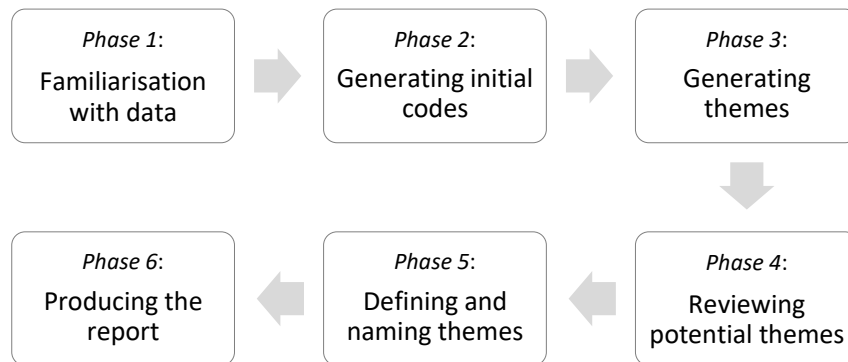 Phase 1:
Familiarisation
with data
Phase 2:
Generating initial
codes
Phase 3:
Generating
themes
Phase 4:
Reviewing
potential themes
Phase 5:
Defining and
naming themes
Phase 6:
Producing the
report